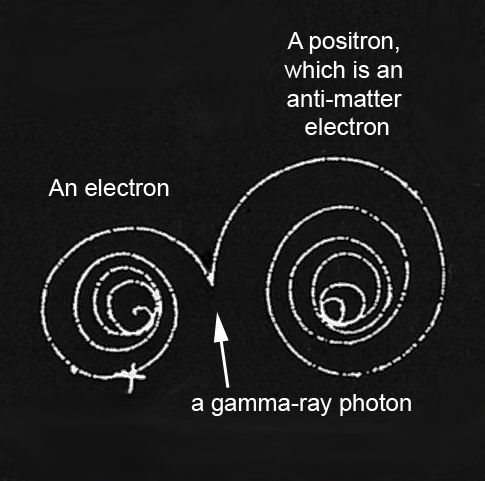 A positron,
which is an
anti-matter
electron
An electron
a gamma-ray photon